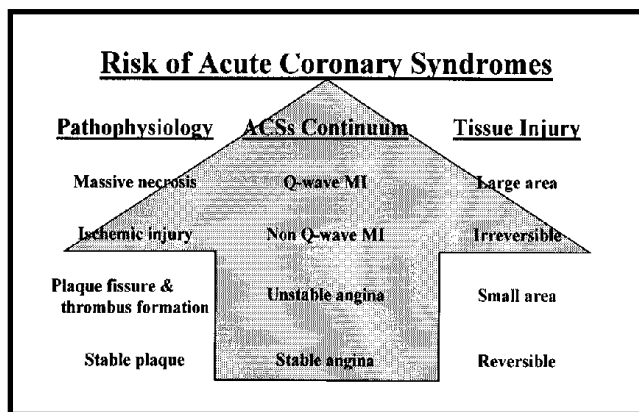 Risk of Acute Coronary Syndromes
Pathophysiology ACSs Continuum Tissue Injury
Massive necrosis Q-wave MI Large area
Ischemic injury Non Q-wave MI Irreversible
Plaque fissure &
thrombus formation Unstable angina Small area
Stable plaque Stable angina Reversible